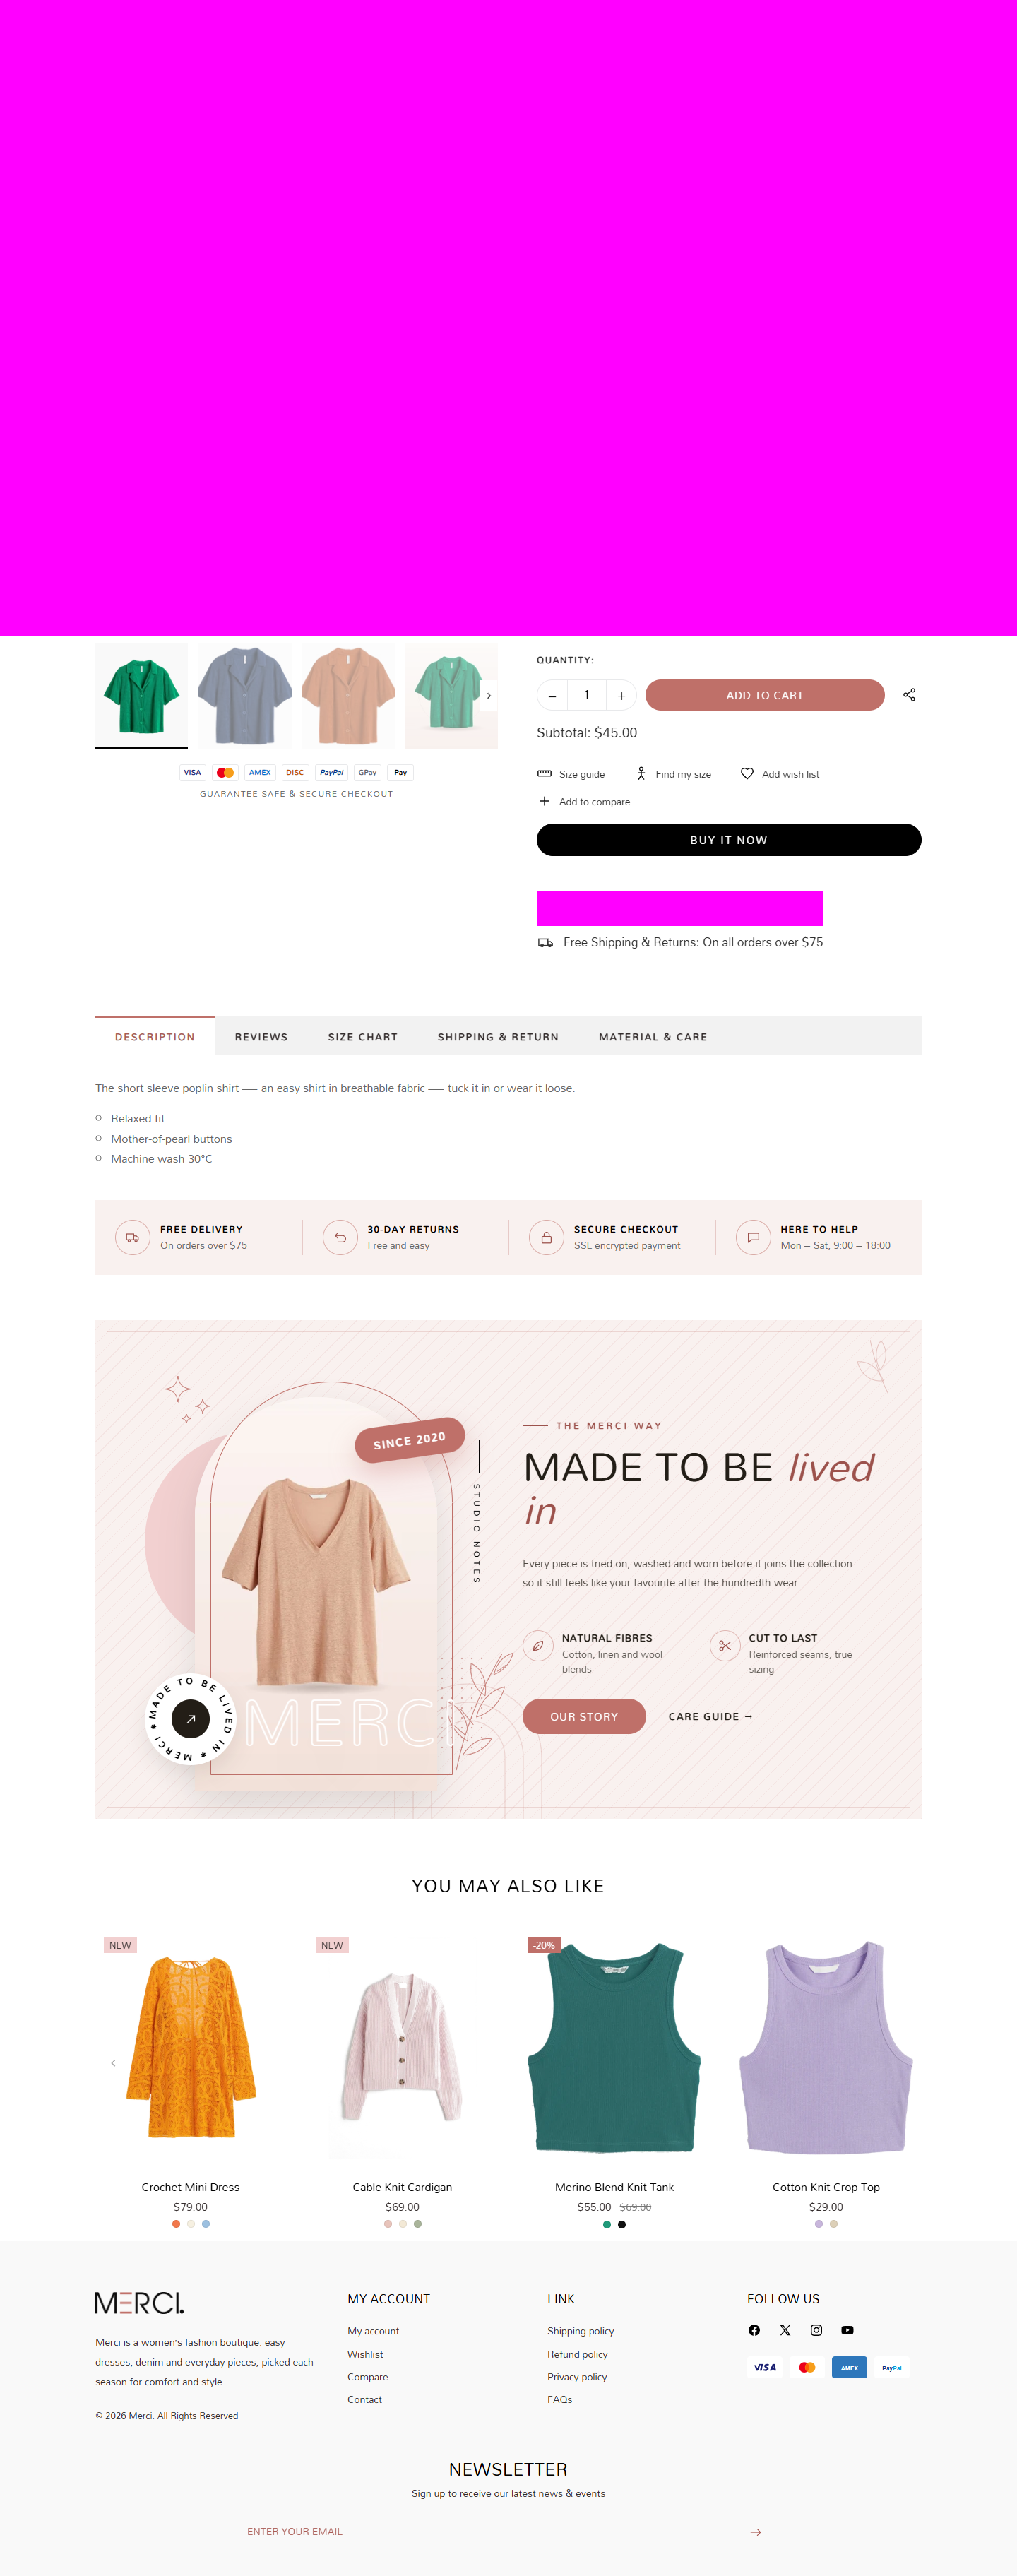 QUANTITY:
– 1 +
ADD TO CART
Subtotal: $45.00
VISA AMEX DISC PayPal GPay Pay
GUARANTEE SAFE & SECURE CHECKOUT
Size guide Find my size Add wish list
Add to compare
BUY IT NOW
Free Shipping & Returns: On all orders over $75
DESCRIPTION REVIEWS SIZE CHART SHIPPING & RETURN MATERIAL & CARE
The short sleeve poplin shirt — an easy shirt in breathable fabric — tuck it in or wear it loose.
Relaxed fit
Mother-of-pearl buttons
Machine wash 30°C
FREE DELIVERY
On orders over $75
30-DAY RETURNS
Free and easy
SECURE CHECKOUT
SSL encrypted payment
HERE TO HELP
Mon – Sat, 9:00 – 18:00
SINCE 2020
STUDIO NOTES
MERCI
MADE TO BE LIVED IN * MERCI *
THE MERCI WAY
MADE TO BE lived
in
Every piece is tried on, washed and worn before it joins the collection —
so it still feels like your favourite after the hundredth wear.
NATURAL FIBRES
Cotton, linen and wool
blends
CUT TO LAST
Reinforced seams, true
sizing
OUR STORY
CARE GUIDE →
YOU MAY ALSO LIKE
NEW
Crochet Mini Dress
$79.00
NEW
Cable Knit Cardigan
$69.00
-20%
Merino Blend Knit Tank
$55.00 $69.00
Cotton Knit Crop Top
$29.00
MERCI.
Merci is a women's fashion boutique: easy
dresses, denim and everyday pieces, picked each
season for comfort and style.
© 2026 Merci. All Rights Reserved
MY ACCOUNT
My account
Wishlist
Compare
Contact
LINK
Shipping policy
Refund policy
Privacy policy
FAQs
FOLLOW US
VISA AMEX PayPal
NEWSLETTER
Sign up to receive our latest news & events
ENTER YOUR EMAIL